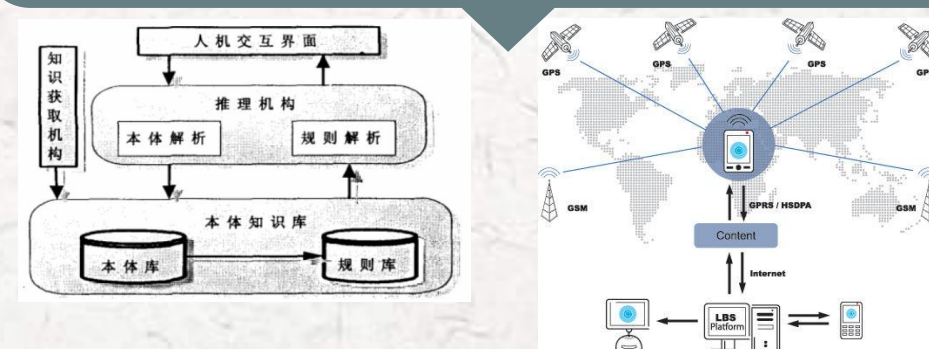 人机交互界面
知识获取机构
推理机构
本体解析
规则解析
本体知识库
本体库
规则库
GPS
GPS
GPS
GP
GSM
GSM
GPRS / HSDPA
Content
Internet
LBS
Platform